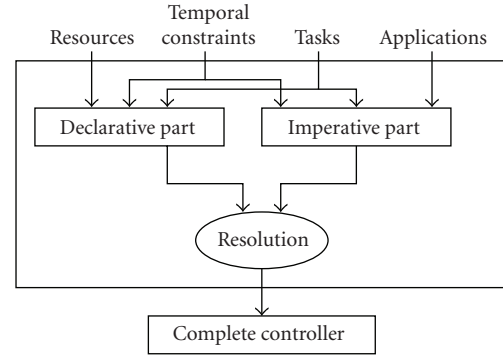 Resources
Temporal
constraints
Tasks
Applications
Declarative part
Imperative part
Resolution
Complete controller